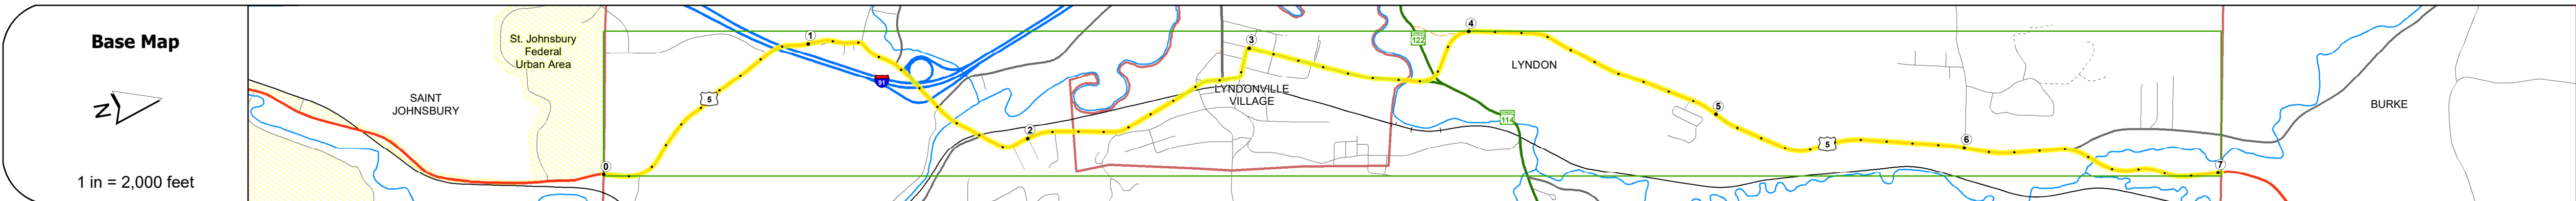 Base Map
N
1 in = 2,000 feet
SAINT
JOHNSBURY
St. Johnsbury
Federal
Urban Area
0
5
1
91
2
3
LYNDONVILLE
VILLAGE
122
4
114
LYNDON
5
5
6
7
BURKE